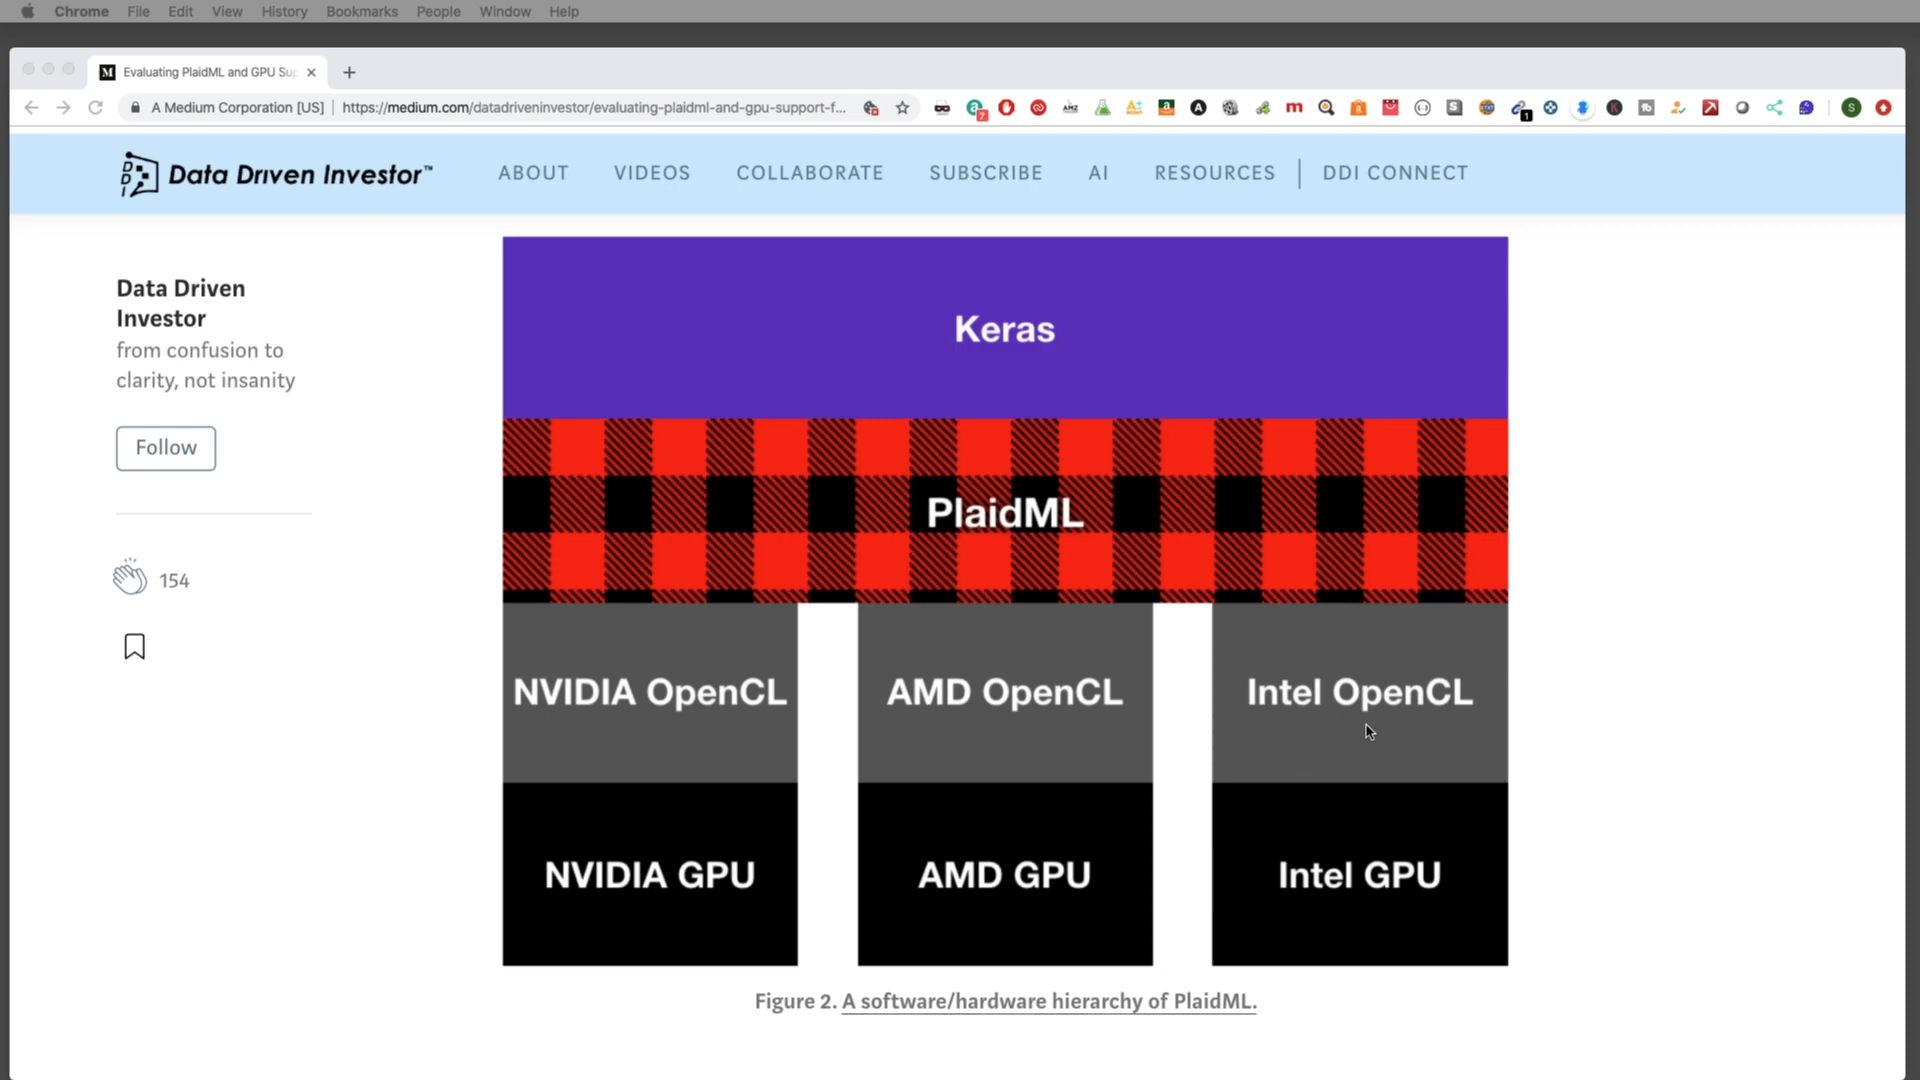 Chrome File Edit View History Bookmarks People Window Help
Evaluating PlaidML and GPU Sup
A Medium Corporation [US] https://medium.com/datadriveninvestor/evaluating-plaidml-and-gpu-support-f...
Data Driven Investor™ ABOUT VIDEOS COLLABORATE SUBSCRIBE AI RESOURCES DDI CONNECT
Data Driven
Investor
from confusion to
clarity, not insanity
Follow
154
Keras
PlaidML
NVIDIA OpenCL AMD OpenCL Intel OpenCL
NVIDIA GPU AMD GPU Intel GPU
Figure 2. A software/hardware hierarchy of PlaidML.